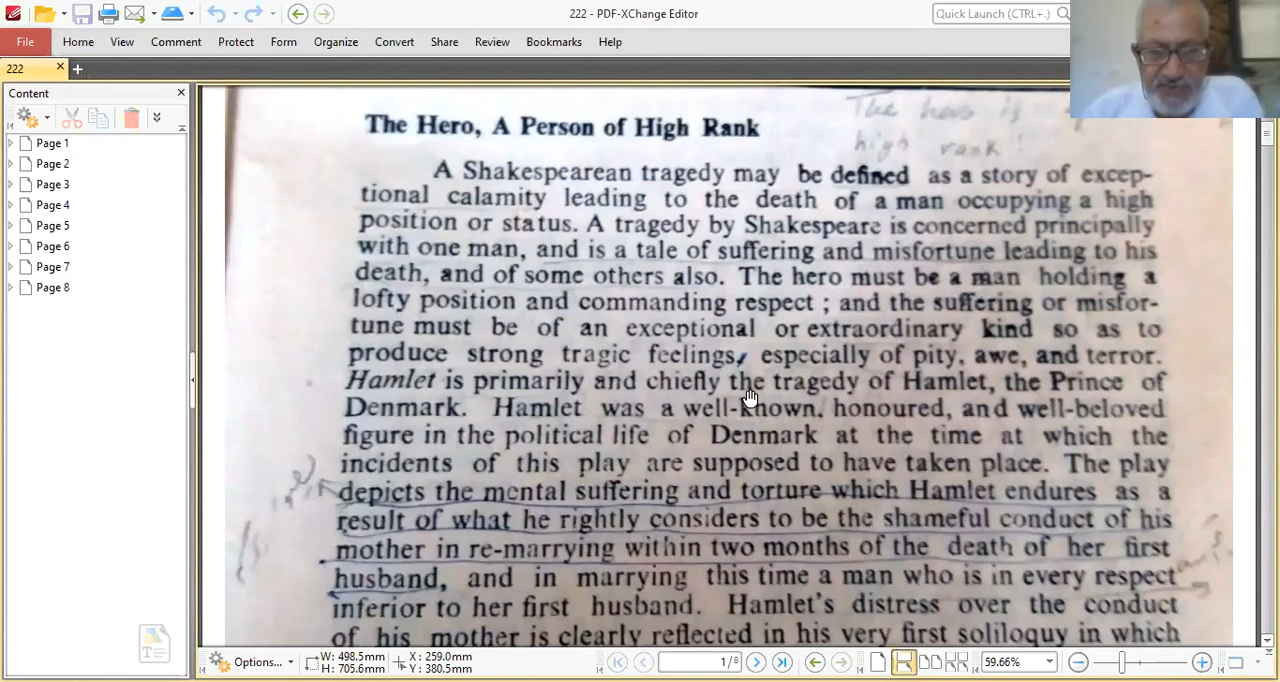 222 - PDF-XChange Editor
Quick Launch (CTRL+.)
File Home View Comment Protect Form Organize Convert Share Review Bookmarks Help
222
Content
Page 1
Page 2
Page 3
Page 4
Page 5
Page 6
Page 7
Page 8
The hero is
high rank
The Hero, A Person of High Rank
A Shakespearean tragedy may be defined as a story of excep-
tional calamity leading to the death of a man occupying a high
position or status. A tragedy by Shakespeare is concerned principally
with one man, and is a tale of suffering and misfortune leading to his
death, and of some others also. The hero must be a man holding a
lofty position and commanding respect ; and the suffering or misfor-
tune must be of an exceptional or extraordinary kind so as to
produce strong tragic feelings, especially of pity, awe, and terror.
Hamlet is primarily and chiefly the tragedy of Hamlet, the Prince of
Denmark. Hamlet was a well-known, honoured, and well-beloved
figure in the political life of Denmark at the time at which the
incidents of this play are supposed to have taken place. The play
depicts the mental suffering and torture which Hamlet endures as a
result of what he rightly considers to be the shameful conduct of his
mother in re-marrying within two months of the death of her first
husband, and in marrying this time a man who is in every respect
inferior to her first husband. Hamlet's distress over the conduct
of his mother is clearly reflected in his very first soliloquy in which
Options...
W: 498.5mm
H: 705.6mm
X: 259.0mm
Y: 380.5mm
1/8
59.66%